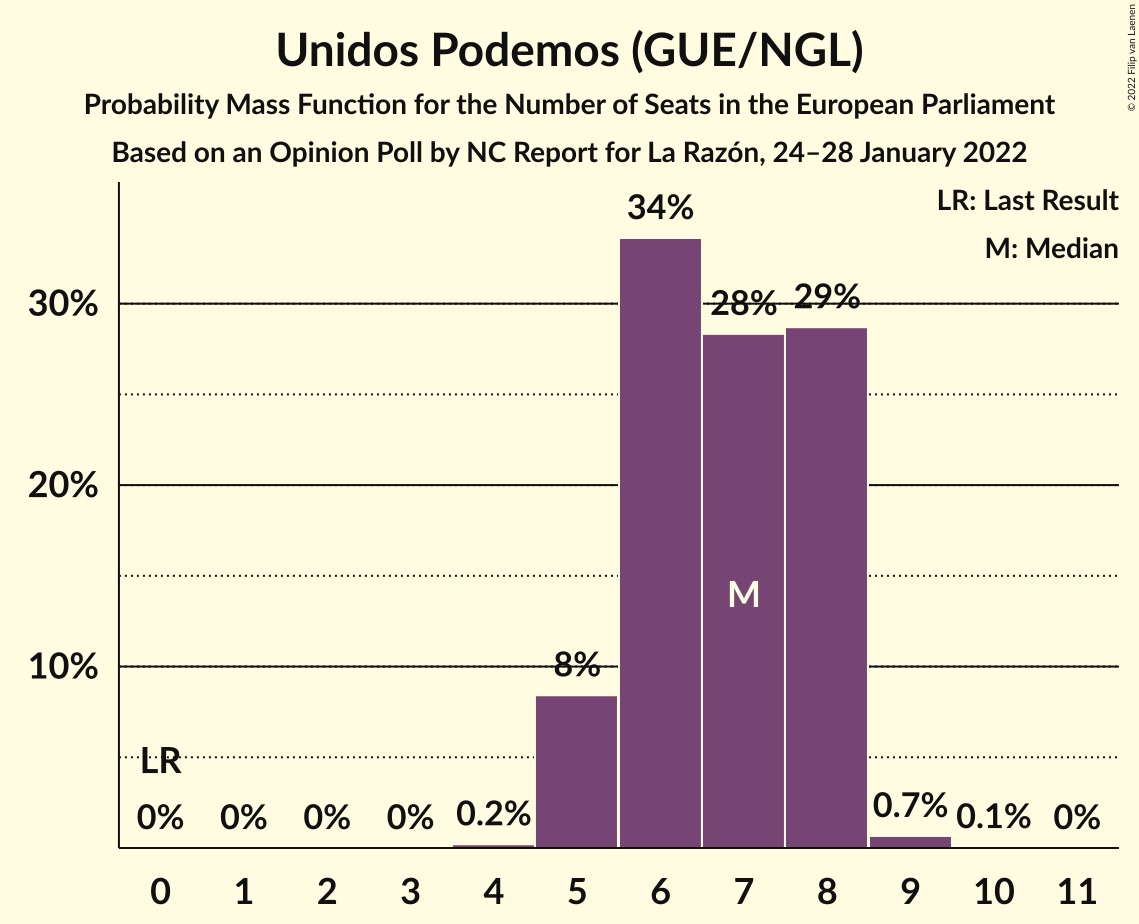 Unidos Podemos (GUE/NGL)
Probability Mass Function for the Number of Seats in the European Parliament
Based on an Opinion Poll by NC Report for La Razón, 24–28 January 2022
© 2022 Filip van Laenen
LR: Last Result
M: Median
34%
30%
28%
29%
20%
M
10%
8%
LR
0%
0%
0%
0%
0.2%
0.7%
0.1%
0%
0 1 2 3 4 5 6 7 8 9 10 11